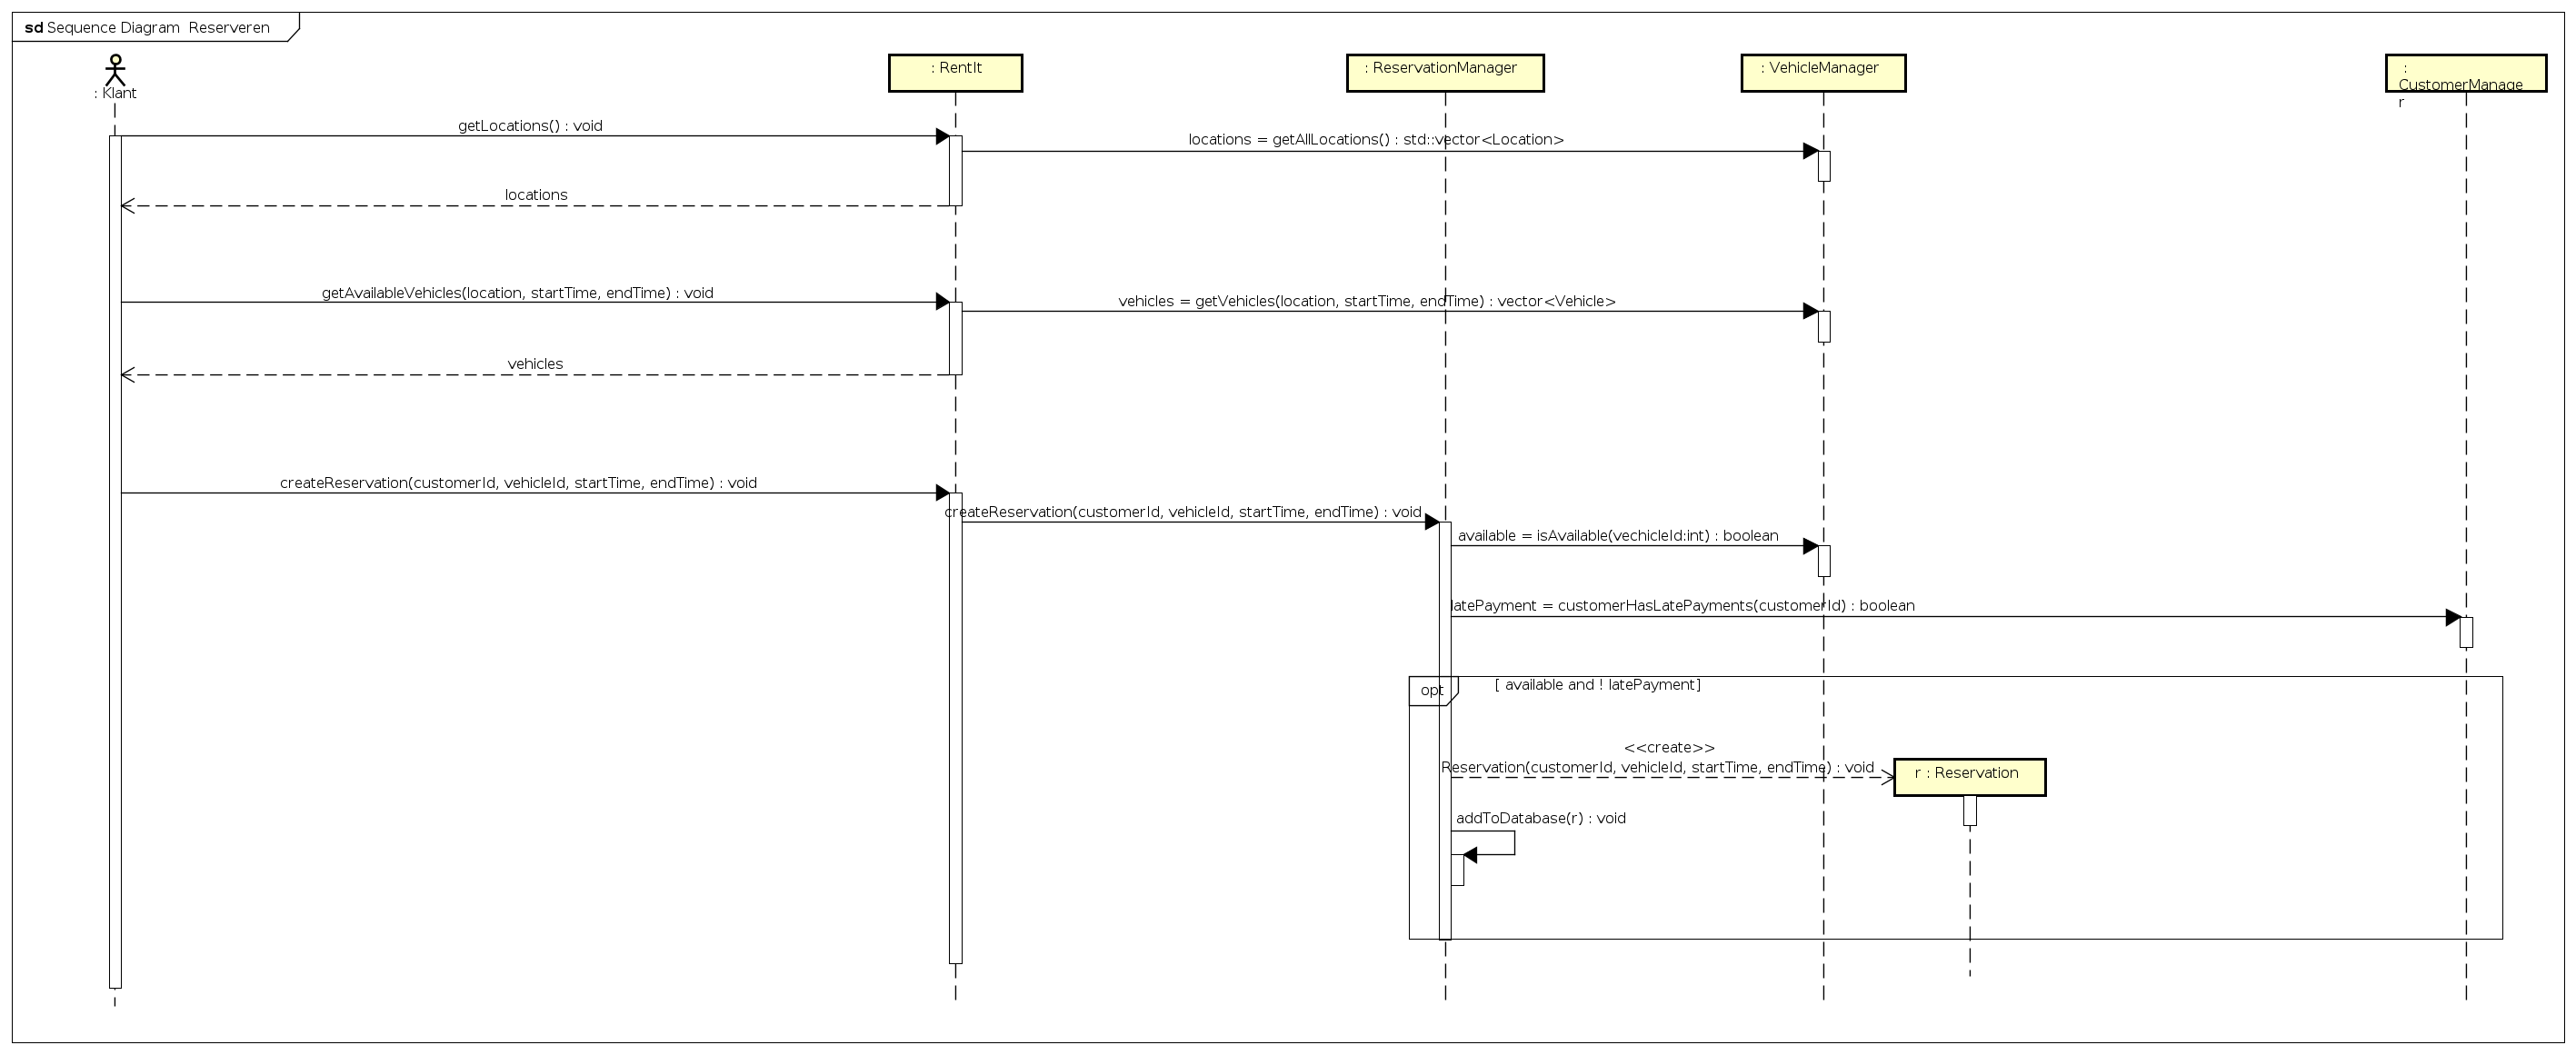 sd Sequence Diagram  Reserveren
: Klant
: RentIt
: ReservationManager
: VehicleManager
:
CustomerManage
r
getLocations() : void
locations = getAllLocations() : std::vector<Location>
locations
getAvailableVehicles(location, startTime, endTime) : void
vehicles = getVehicles(location, startTime, endTime) : vector<Vehicle>
vehicles
createReservation(customerId, vehicleId, startTime, endTime) : void
createReservation(customerId, vehicleId, startTime, endTime) : void
available = isAvailable(vechicleId:int) : boolean
latePayment = customerHasLatePayments(customerId) : boolean
opt
[ available and ! latePayment]
<<create>>
Reservation(customerId, vehicleId, startTime, endTime) : void
r : Reservation
addToDatabase(r) : void